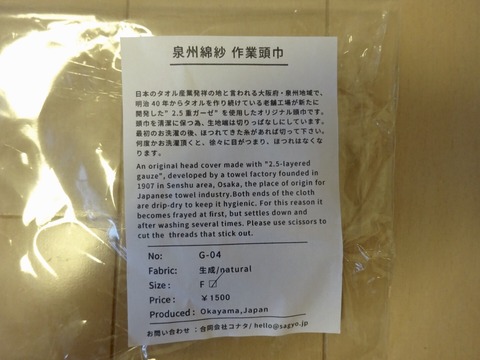 泉州綿紗 作業頭巾
日本のタオル産業発祥の地と言われる大阪府・泉州地域で、
明治40年からタオルを作り続けている老舗工場が新たに
開発した"2.5重ガーゼ"を使用したオリジナル頭巾です。
頭巾を清潔に保つ為、生地端は切りっぱなしにしています。
最初のお洗濯の後、ほつれてきた糸があれば切って下さい。
何度かお洗濯頂くと、徐々に目がつまり、ほつれはなくな
ります。
An original head cover made with "2.5-layered
gauze", developed by a towel factory founded in
1907 in Senshu area, Osaka, the place of origin for
Japanese towel industry.Both ends of the cloth
are drip-dry to keep it hygienic. For this reason it
becomes frayed at first, but settles down and
after washing several times. Please use scissors to
cut the threads that stick out.
No: G-04
Fabric: 生成/natural
Size : F ☑
Price : ¥1500
Produced : Okayama,Japan
お問い合わせ : 合同会社コナタ/ hello@sagyo.jp